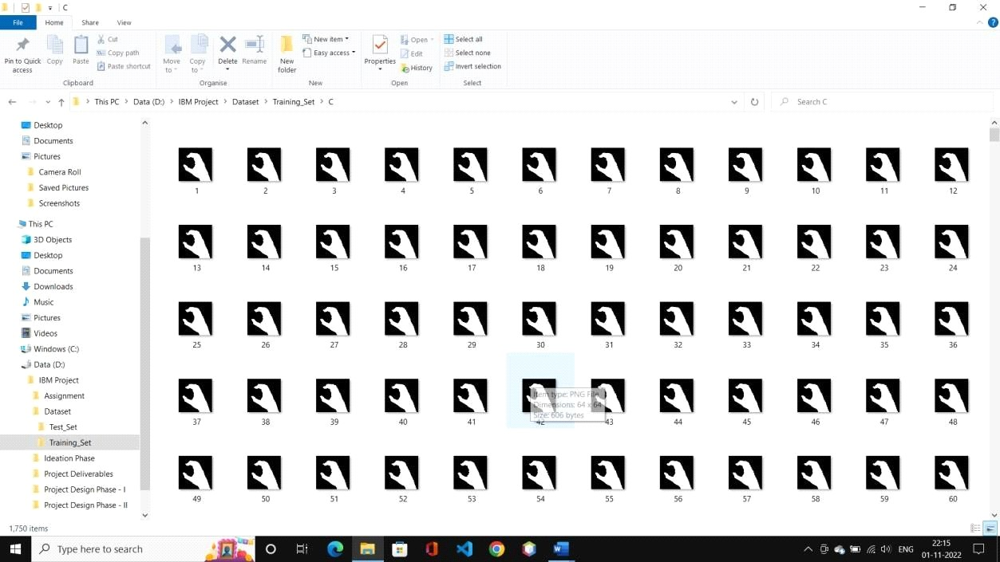 C
File Home Share View
Pin to Quick access
Copy
Paste
Cut
Copy path
Paste shortcut
Clipboard
Move to
Copy to
Delete
Rename
Organise
New folder
New item
Easy access
New
Properties
Open
Edit
History
Open
Select all
Select none
Invert selection
Select
This PC Data (D:) IBM Project Dataset Training_Set C
Search C
Desktop
Documents
Pictures
Camera Roll
Saved Pictures
Screenshots
This PC
3D Objects
Desktop
Documents
Downloads
Music
Pictures
Videos
Windows (C:)
Data (D:)
IBM Project
Assignment
Dataset
Test_Set
Training_Set
Ideation Phase
Project Deliverables
Project Design Phase - I
Project Design Phase - II
1 2 3 4 5 6 7 8 9 10 11 12
13 14 15 16 17 18 19 20 21 22 23 24
25 26 27 28 29 30 31 32 33 34 35 36
Item type: PNG File
Dimensions: 64 x 64
Size: 606 bytes
37 38 39 40 41 42 43 44 45 46 47 48
49 50 51 52 53 54 55 56 57 58 59 60
1,750 items
Type here to search
ENG
22:15
01-11-2022